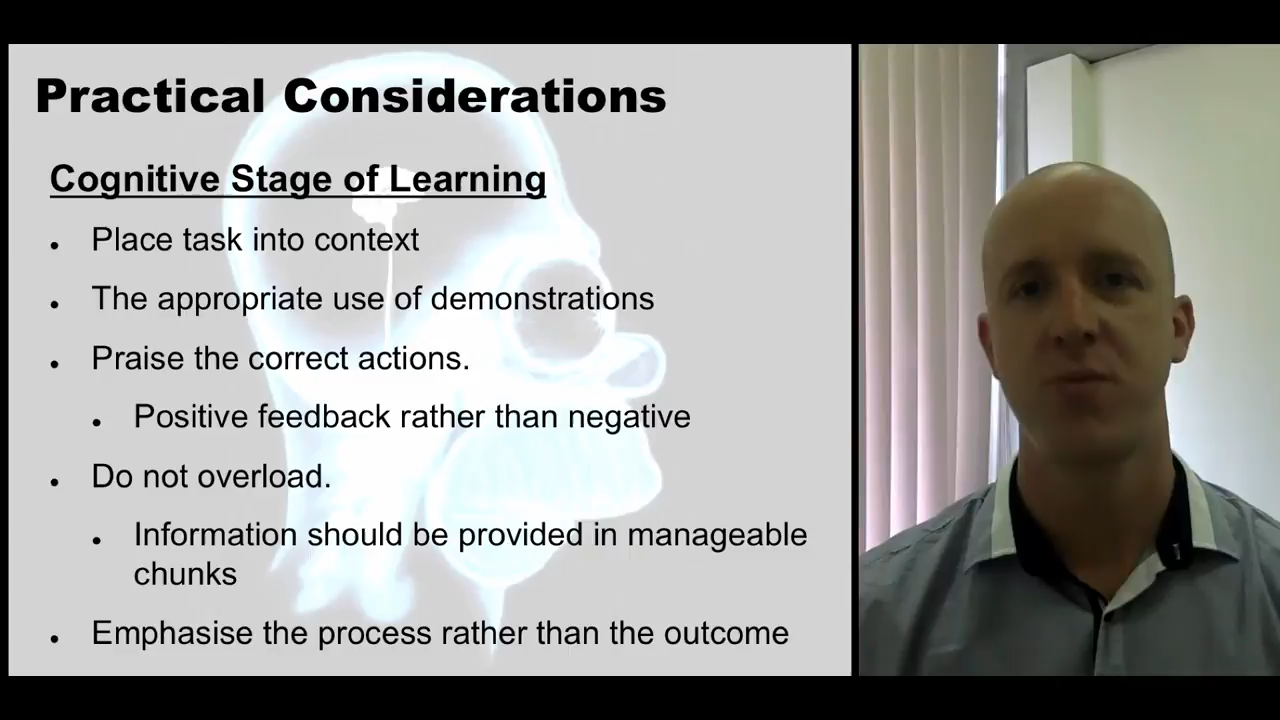 Practical Considerations
Cognitive Stage of Learning
• Place task into context
• The appropriate use of demonstrations
• Praise the correct actions.
• Positive feedback rather than negative
• Do not overload.
• Information should be provided in manageable
chunks
• Emphasise the process rather than the outcome